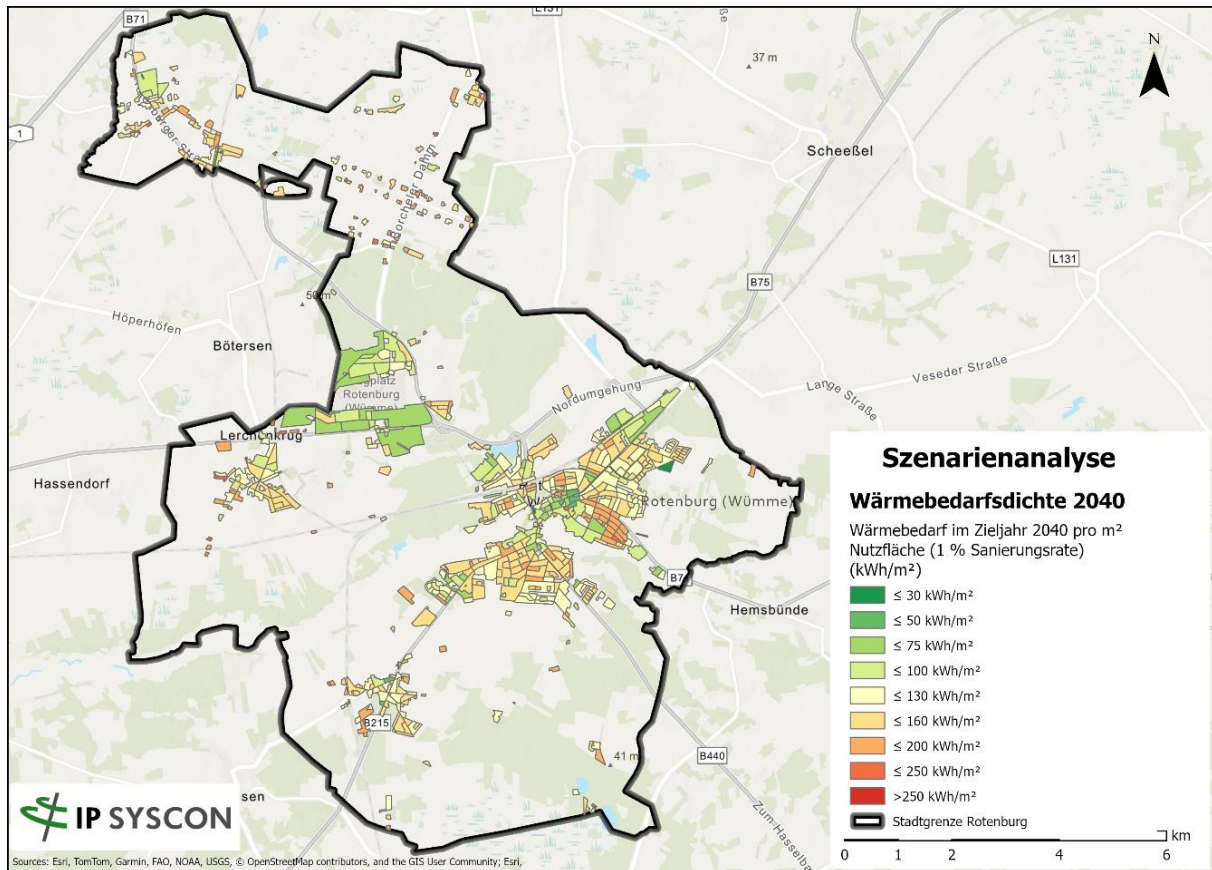 B71
L131
37 m
N
1
Scheeßel
Borcheler Damm
L131
B75
50 m
Höperhöfen
Bötersen
Veseder Straße
Lange Straße
Nordumgehung
Rotenburg
(Wümme)
Lerchenkrug
Hassendorf
Rotenburg (Wümme)
Hemsbünde
B215
41 m
B440
Zum Hasselba
sen
Szenarienanalyse
Wärmebedarfsdichte 2040
Wärmebedarf im Zieljahr 2040 pro m²
Nutzfläche (1 % Sanierungsrate)
(kWh/m²)
≤ 30 kWh/m²
≤ 50 kWh/m²
≤ 75 kWh/m²
≤ 100 kWh/m²
≤ 130 kWh/m²
≤ 160 kWh/m²
≤ 200 kWh/m²
≤ 250 kWh/m²
>250 kWh/m²
Stadtgrenze Rotenburg
km
0 1 2 4 6
IP SYSCON
Sources: Esri, TomTom, Garmin, FAO, NOAA, USGS, © OpenStreetMap contributors, and the GIS User Community; Esri,